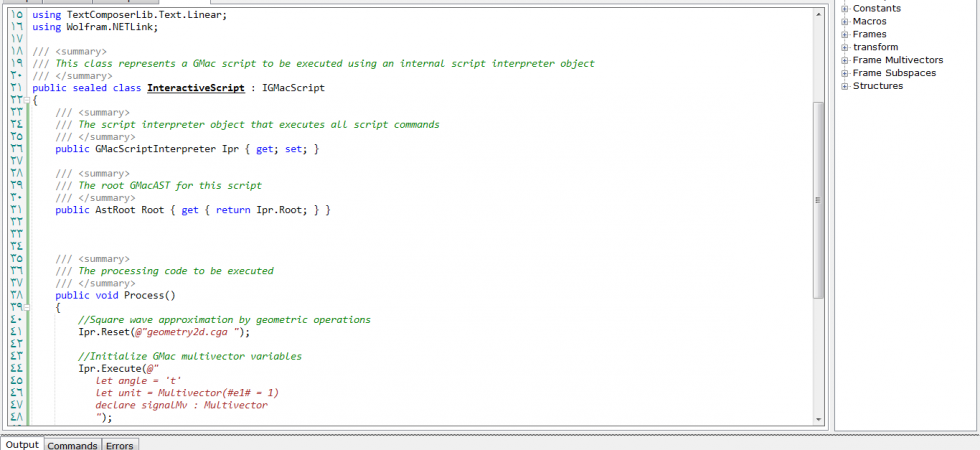 ١٥ using TextComposerLib.Text.Linear;
١٦ using Wolfram.NETLink;
١٧
١٨ /// <summary>
١٩ /// This class represents a GMac script to be executed using an internal script interpreter object
٢٠ /// </summary>
٢١ public sealed class InteractiveScript : IGMacScript
٢٢ {
٢٣ /// <summary>
٢٤ /// The script interpreter object that executes all script commands
٢٥ /// </summary>
٢٦ public GMacScriptInterpreter Ipr { get; set; }
٢٧
٢٨ /// <summary>
٢٩ /// The root GMacAST for this script
٣٠ /// </summary>
٣١ public AstRoot Root { get { return Ipr.Root; } }
٣٢
٣٣
٣٤
٣٥ /// <summary>
٣٦ /// The processing code to be executed
٣٧ /// </summary>
٣٨ public void Process()
٣٩ {
٤٠ //Square wave approximation by geometric operations
٤١ Ipr.Reset(@"geometry2d.cga ");
٤٢
٤٣ //Initialize GMac multivector variables
٤٤ Ipr.Execute(@"
٤٥ let angle = 't'
٤٦ let unit = Multivector(#e1# = 1)
٤٧ declare signalMv : Multivector
٤٨ ");
Constants
Macros
Frames
transform
Frame Multivectors
Frame Subspaces
Structures
Output Commands Errors